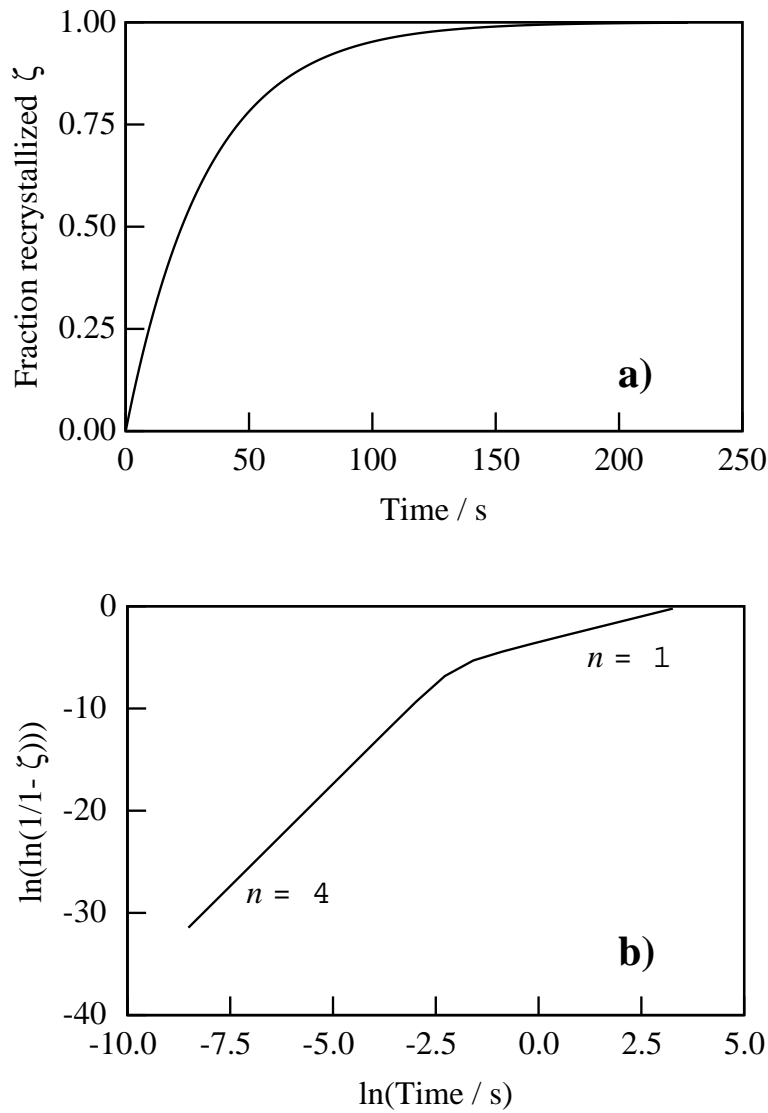 1.00
0.75
0.50
0.25
0.00
Fraction recrystallized ζ
a)
0 50 100 150 200 250
Time / s
0
-10
-20
-30
-40
ln(ln(1/1- ζ)))
n = 1
n = 4
b)
-10.0 -7.5 -5.0 -2.5 0.0 2.5 5.0
ln(Time / s)